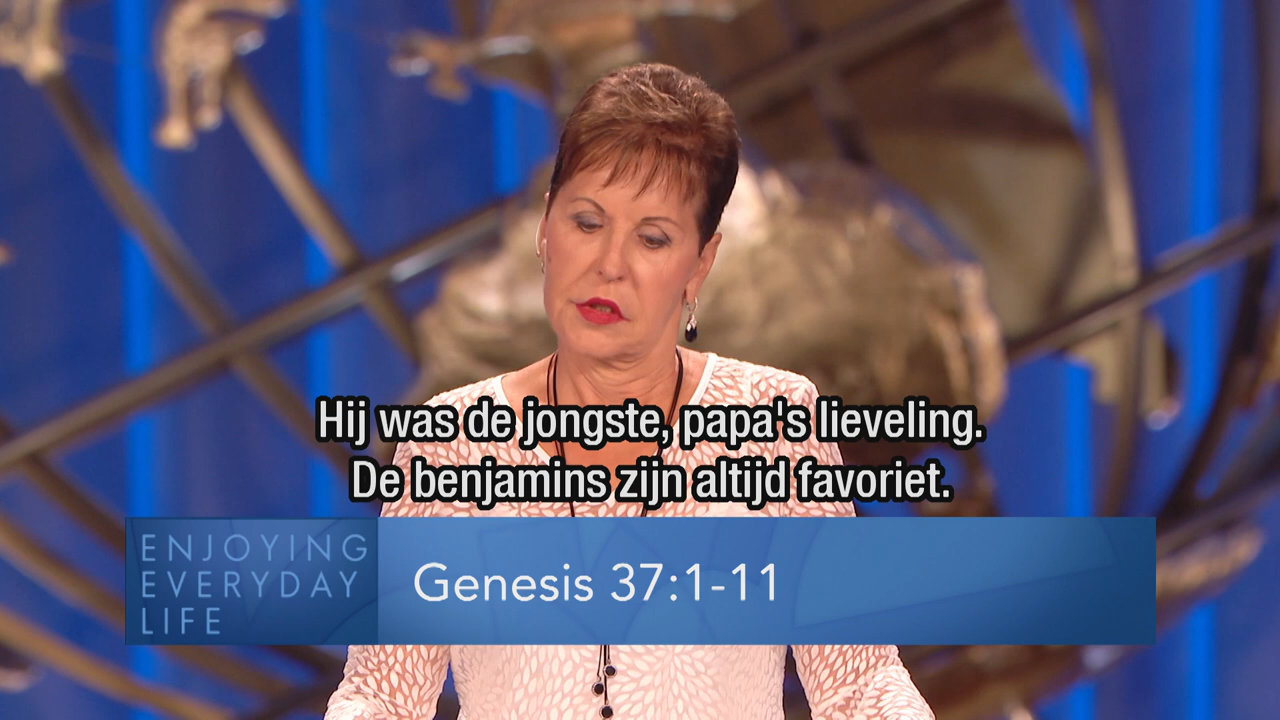 Hij was de jongste, papa's lieveling.
De benjamins zijn altijd favoriet.
ENJOYING
EVERYDAY
LIFE
Genesis 37:1-11